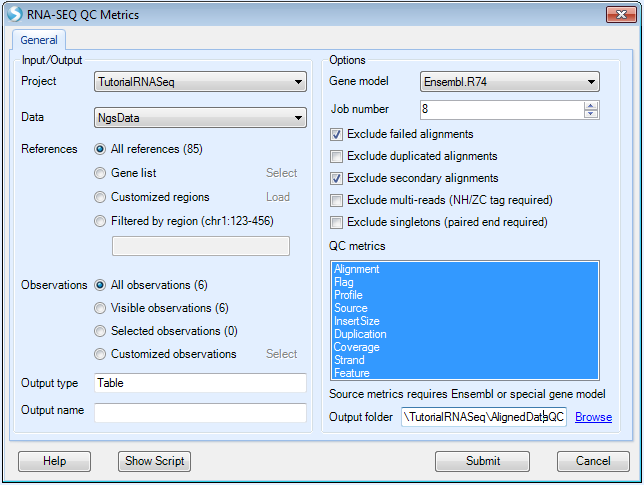 RNA-SEQ QC Metrics
General
Input/Output
Project TutorialRNASeq
Data NgsData
References All references (85)
Gene list Select
Customized regions Load
Filtered by region (chr1:123-456)
Observations All observations (6)
Visible observations (6)
Selected observations (0)
Customized observations Select
Output type Table
Output name
Options
Gene model Ensembl.R74
Job number 8
Exclude failed alignments
Exclude duplicated alignments
Exclude secondary alignments
Exclude multi-reads (NH/ZC tag required)
Exclude singletons (paired end required)
QC metrics
Alignment
Flag
Profile
Source
InsertSize
Duplication
Coverage
Strand
Feature
Source metrics requires Ensembl or special gene model
Output folder \TutorialRNASeq\AlignedDataQC Browse
Help Show Script Submit Cancel